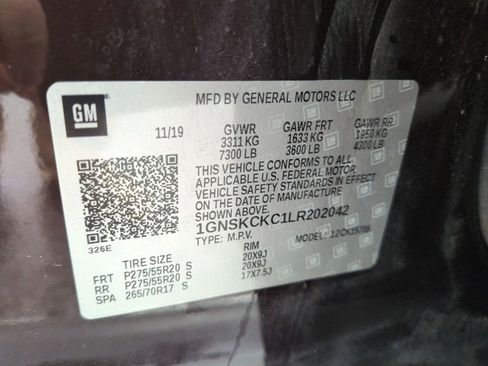 GM
MFD BY GENERAL MOTORS LLC
11/19 GVWR GAWR FRT GAWR RR
3311 KG 1633 KG 1950 KG
7300 LB 3600 LB 4300 LB
THIS VEHICLE CONFORMS TO ALL
APPLICABLE U.S. FEDERAL MOTOR
VEHICLE SAFETY STANDARDS IN EFFECT
ON THE DATE OF MANUFACTURE SHOWN ABOVE.
1GNSKCKC1LR202042
TYPE: M.P.V. MODEL: 12CK15706
326E
TIRE SIZE RIM
FRT P275/55R20 S 20X9J
RR P275/55R20 S 20X9J
SPA 265/70R17 S 17X7.5J